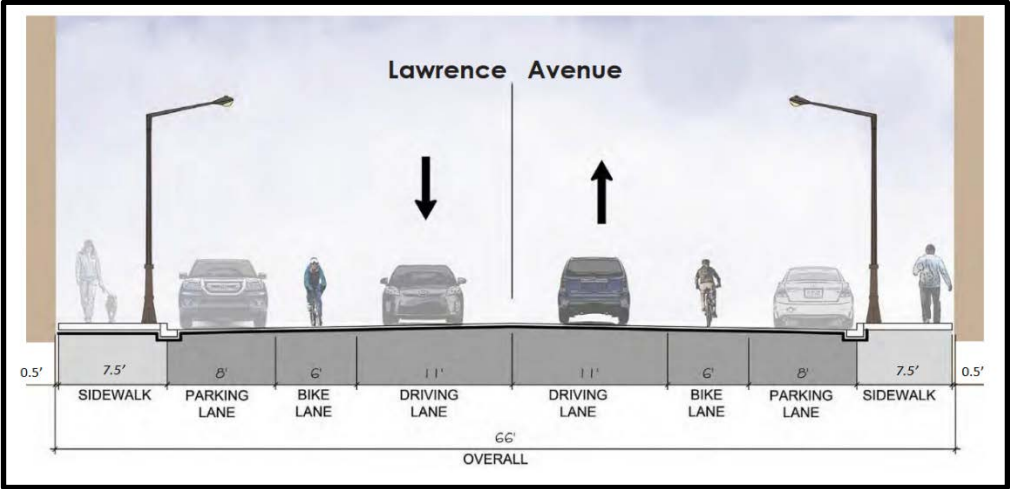 Lawrence Avenue
0.5' 7.5' 8' 6' 11' 11' 6' 8' 7.5' 0.5'
SIDEWALK PARKING LANE BIKE LANE DRIVING LANE DRIVING LANE BIKE LANE PARKING LANE SIDEWALK
66'
OVERALL